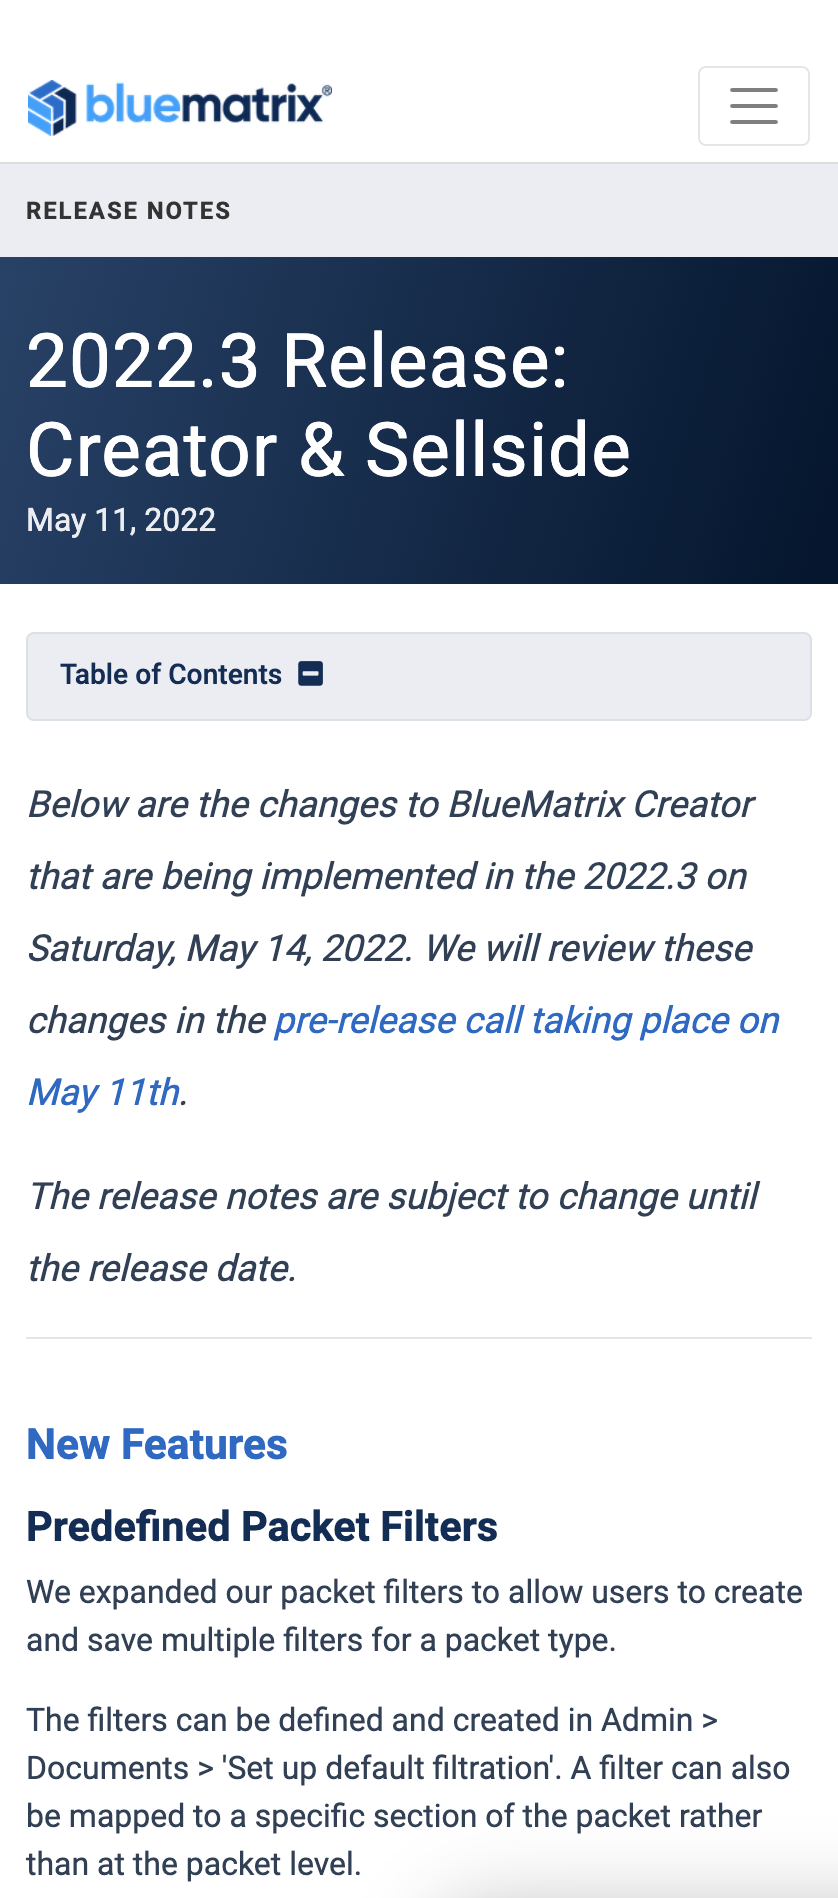 bluematrix®
RELEASE NOTES
2022.3 Release:
Creator & Sellside
May 11, 2022
Table of Contents
Below are the changes to BlueMatrix Creator
that are being implemented in the 2022.3 on
Saturday, May 14, 2022. We will review these
changes in the pre-release call taking place on
May 11th.
The release notes are subject to change until
the release date.
New Features
Predefined Packet Filters
We expanded our packet filters to allow users to create
and save multiple filters for a packet type.
The filters can be defined and created in Admin >
Documents > 'Set up default filtration'. A filter can also
be mapped to a specific section of the packet rather
than at the packet level.